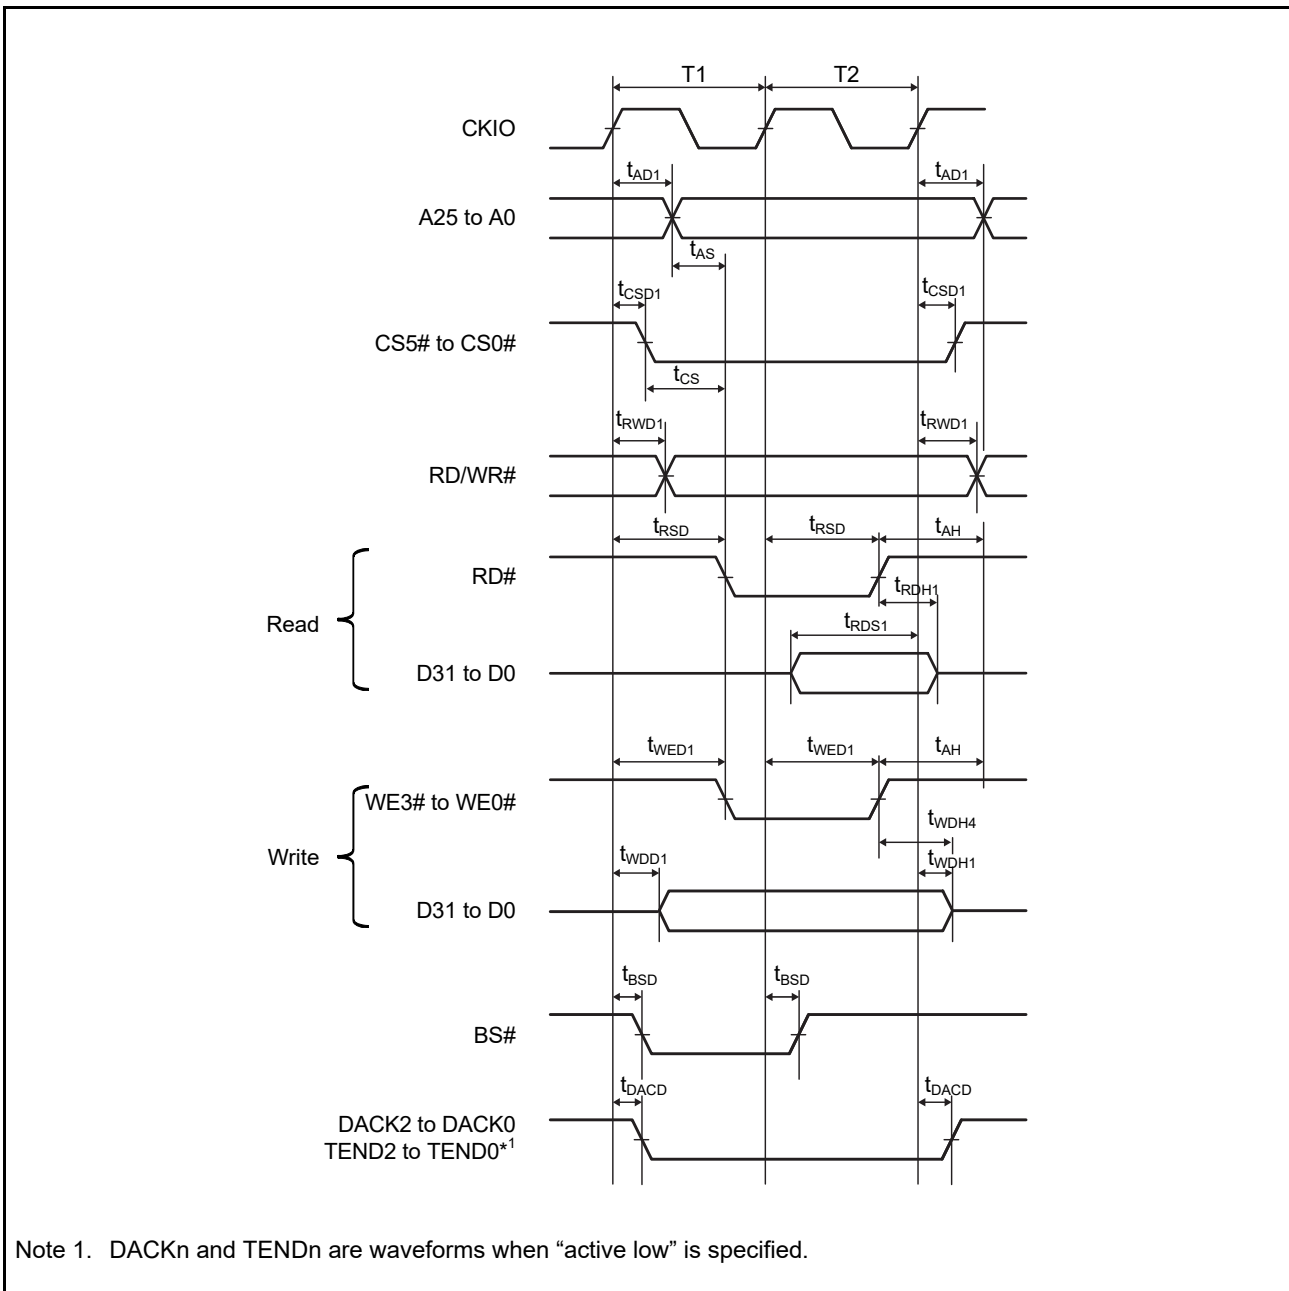 T1 T2
CKIO
tAD1 tAD1
A25 to A0
tAS
tCSD1 tCSD1
CS5# to CS0#
tCS
tRWD1 tRWD1
RD/WR#
tRSD tRSD tAH
RD#
tRDH1
Read
tRDS1
D31 to D0
tWED1 tWED1 tAH
WE3# to WE0#
tWDH4
Write
tWDD1 tWDH1
D31 to D0
tBSD tBSD
BS#
tDACD tDACD
DACK2 to DACK0
TEND2 to TEND0*1
Note 1. DACKn and TENDn are waveforms when “active low” is specified.